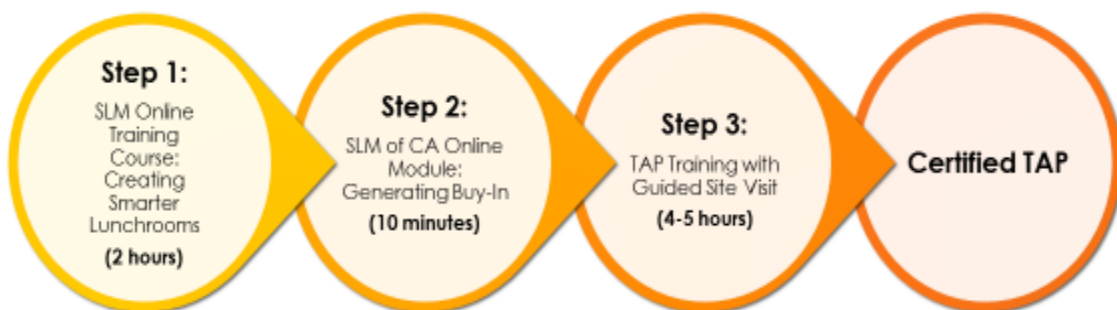 Step 1:
SLM Online
Training
Course:
Creating
Smarter
Lunchrooms
(2 hours)
Step 2:
SLM of CA Online
Module:
Generating Buy-In
(10 minutes)
Step 3:
TAP Training with
Guided Site Visit
(4-5 hours)
Certified TAP